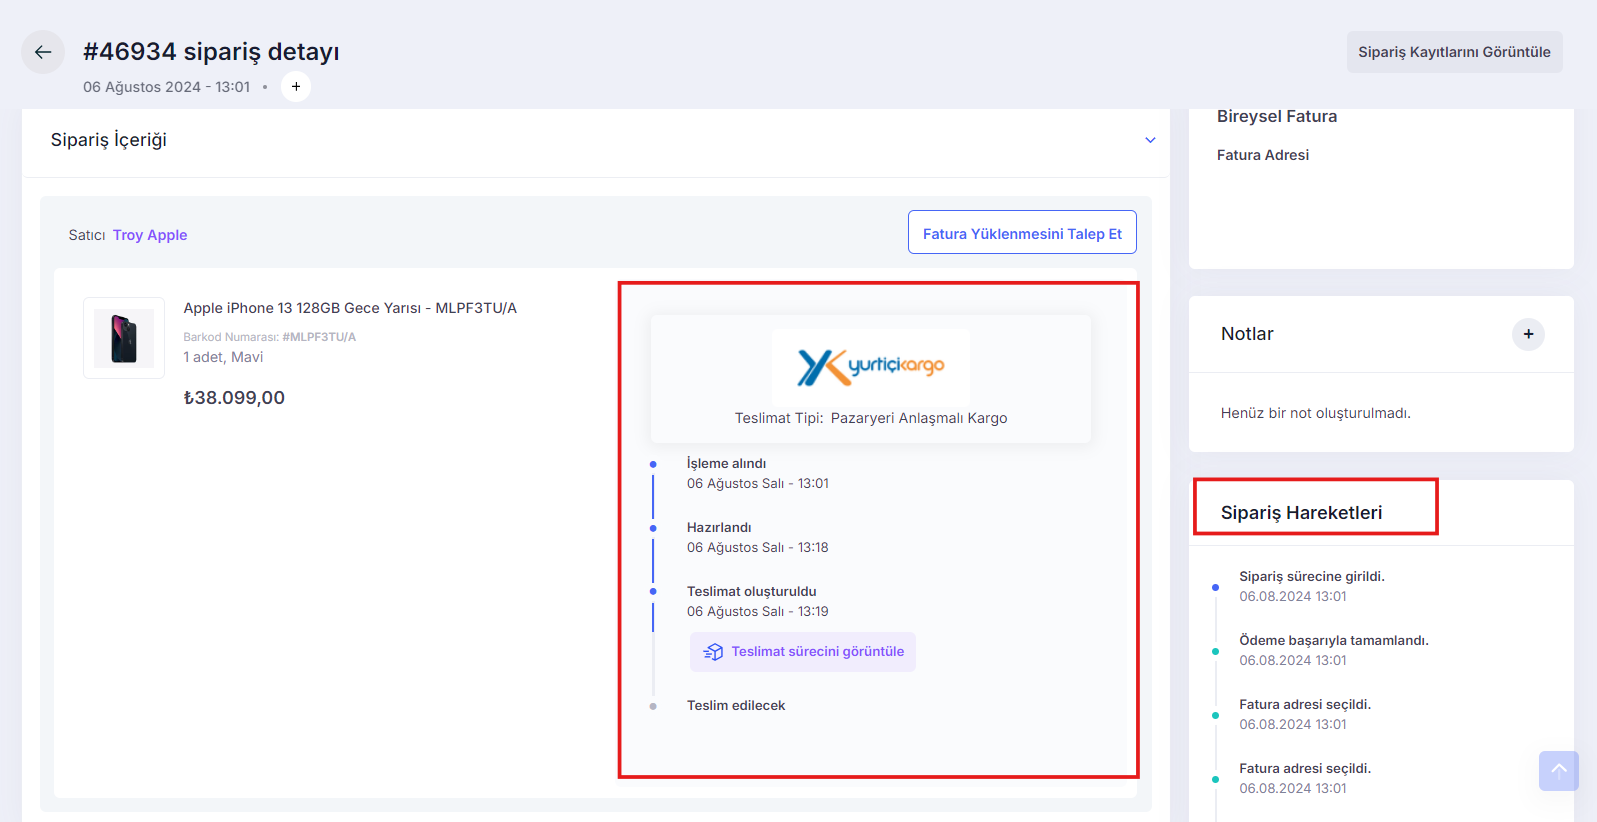 #46934 sipariş detayı
06 Ağustos 2024 - 13:01 • +
Sipariş Kayıtlarını Görüntüle
Sipariş İçeriği
Satıcı Troy Apple
Fatura Yüklenmesini Talep Et
Apple iPhone 13 128GB Gece Yarısı - MLPF3TU/A
Barkod Numarası: #MLPF3TU/A
1 adet, Mavi
₺38.099,00
yurtiçikargo
Teslimat Tipi: Pazaryeri Anlaşmalı Kargo
İşleme alındı
06 Ağustos Salı - 13:01
Hazırlandı
06 Ağustos Salı - 13:18
Teslimat oluşturuldu
06 Ağustos Salı - 13:19
Teslimat sürecini görüntüle
Teslim edilecek
Bireysel Fatura
Fatura Adresi
Notlar +
Henüz bir not oluşturulmadı.
Sipariş Hareketleri
Sipariş sürecine girildi.
06.08.2024 13:01
Ödeme başarıyla tamamlandı.
06.08.2024 13:01
Fatura adresi seçildi.
06.08.2024 13:01
Fatura adresi seçildi.
06.08.2024 13:01